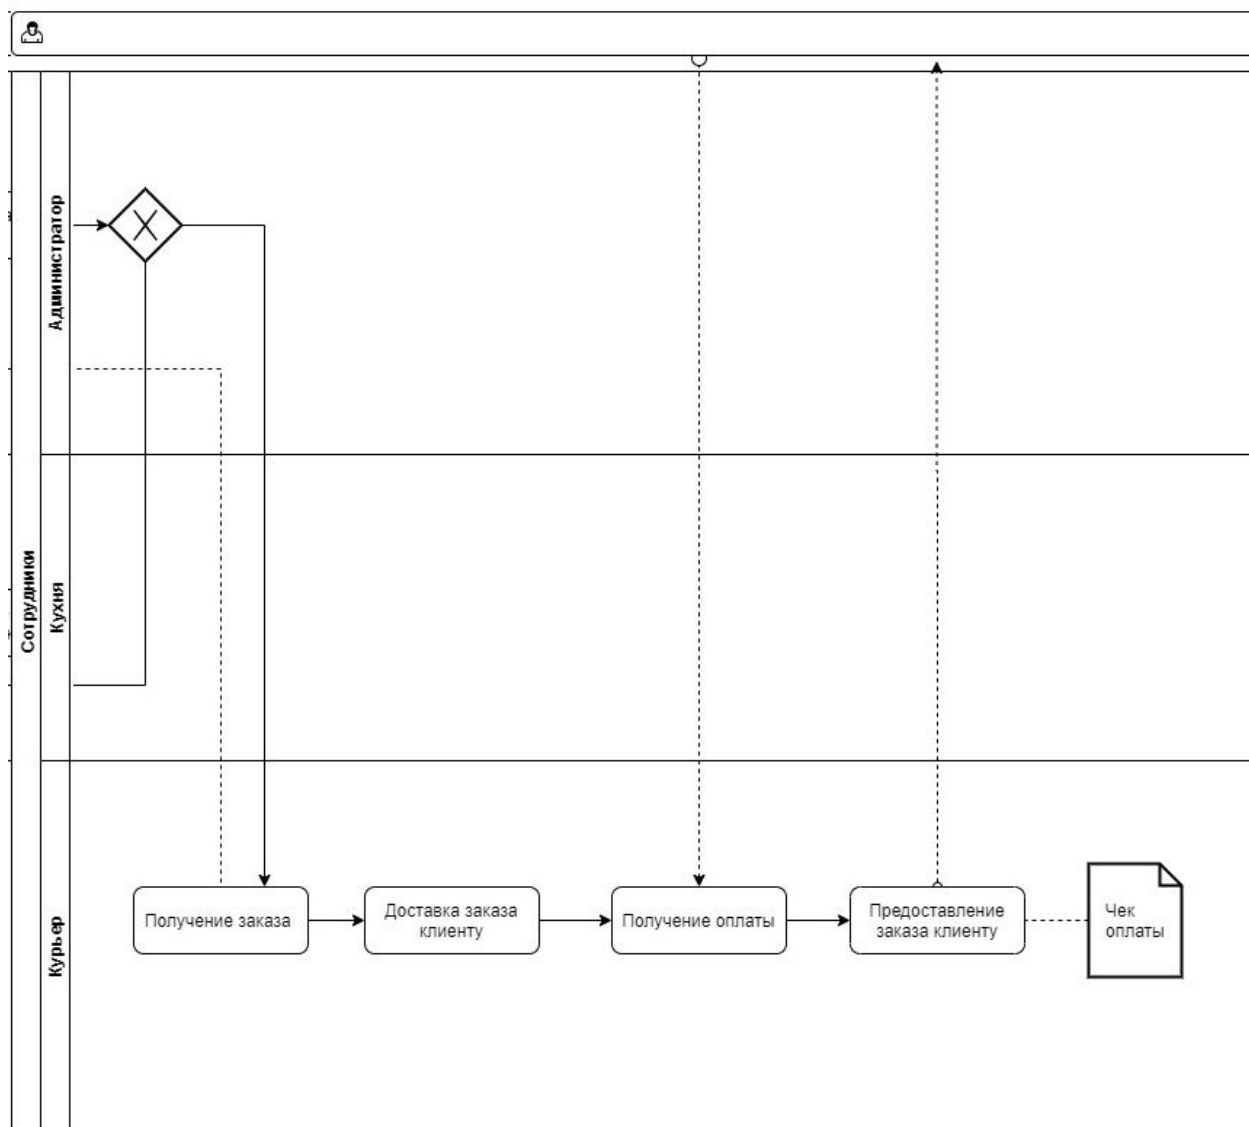 Сотрудники
Администратор
Кухня
Курьер
Получение заказа
Доставка заказа
клиенту
Получение оплаты
Предоставление
заказа клиенту
Чек
оплаты